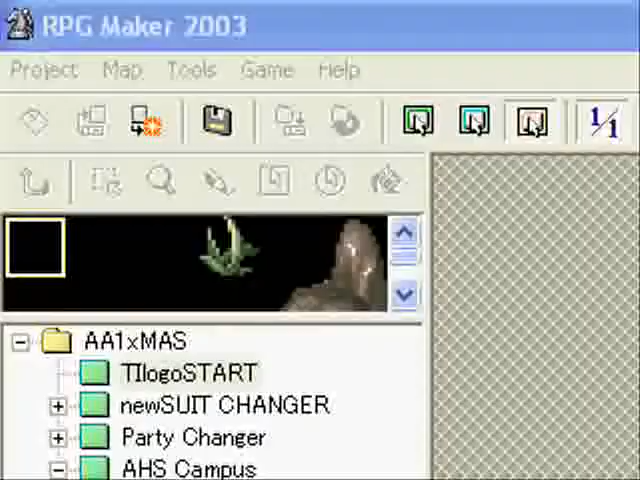 RPG Maker 2003
Project Map Tools Game Help
1/1
AA1xMAS
TIlogoSTART
newSUIT CHANGER
Party Changer
AHS Campus